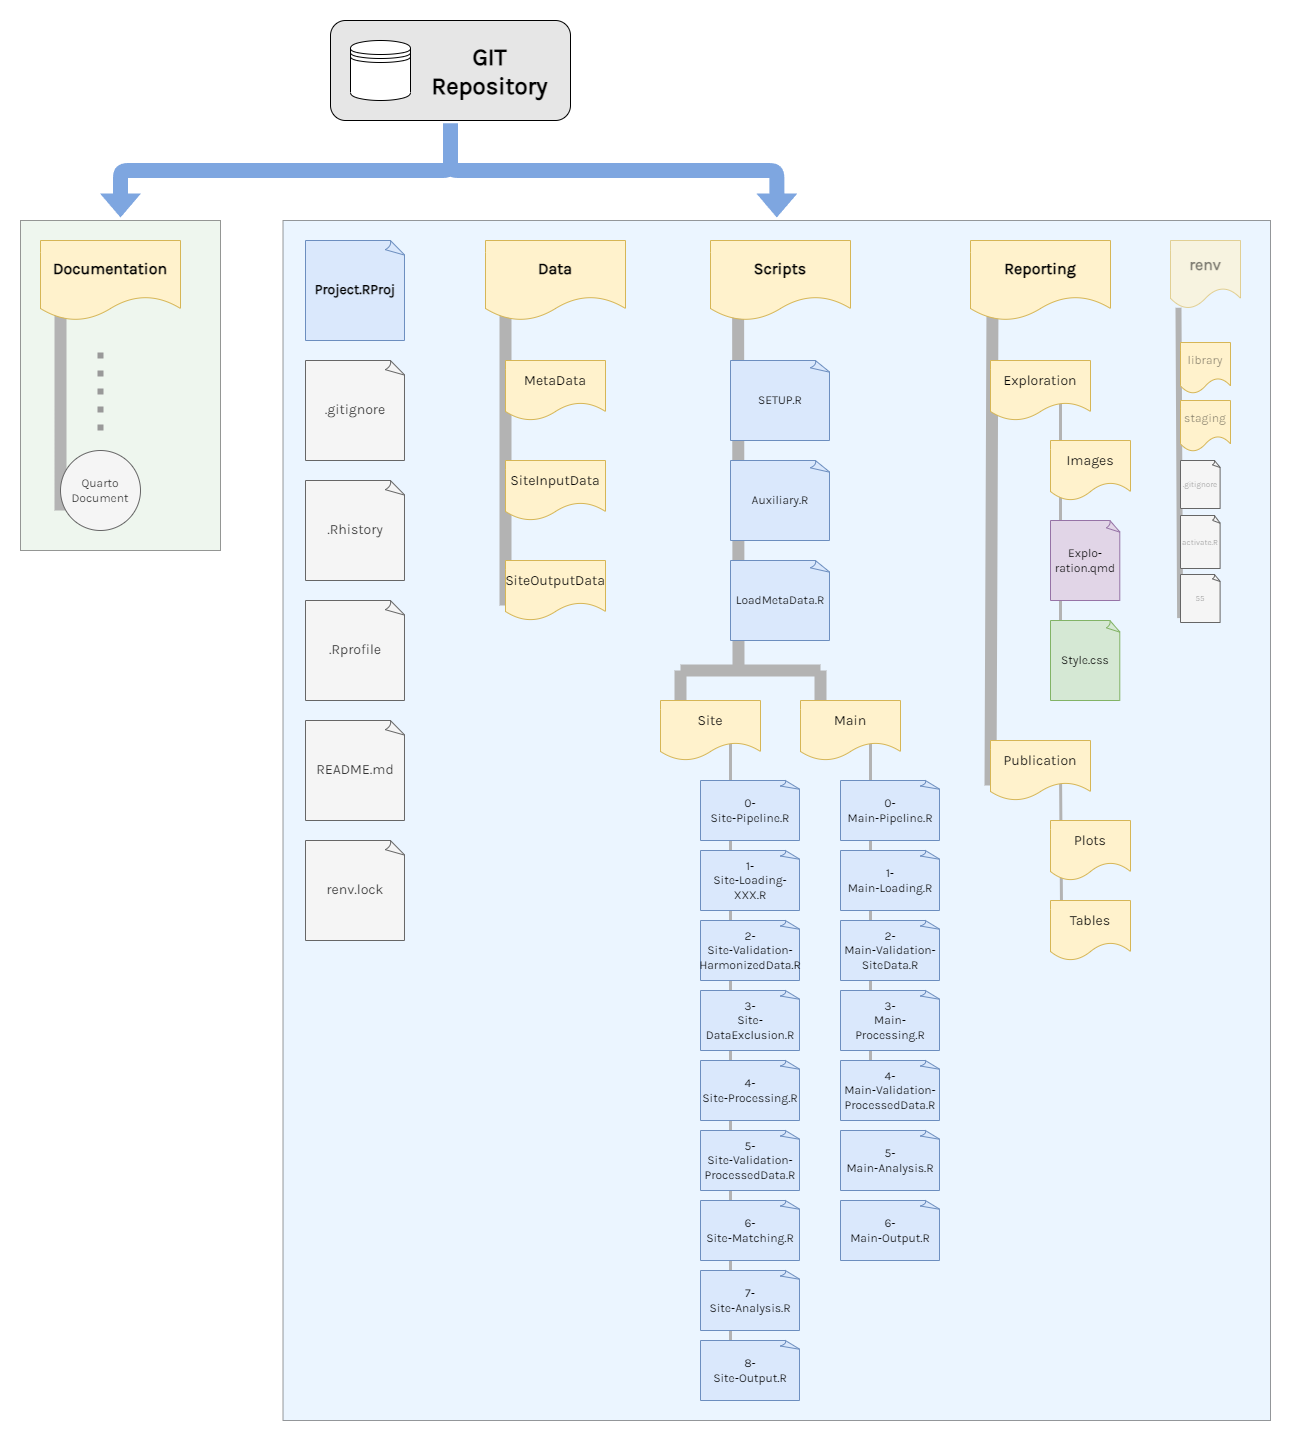 GIT
Repository
Documentation
Quarto
Document
Project.RProj
.gitignore
.Rhistory
.Rprofile
README.md
renv.lock
Data
MetaData
SiteInputData
SiteOutputData
Scripts
SETUP.R
Auxiliary.R
LoadMetaData.R
Site
0-
Site-Pipeline.R
1-
Site-Loading-
XXX.R
2-
Site-Validation-
HarmonizedData.R
3-
Site-
DataExclusion.R
4-
Site-Processing.R
5-
Site-Validation-
ProcessedData.R
6-
Site-Matching.R
7-
Site-Analysis.R
8-
Site-Output.R
Main
0-
Main-Pipeline.R
1-
Main-Loading.R
2-
Main-Validation-
SiteData.R
3-
Main-
Processing.R
4-
Main-Validation-
ProcessedData.R
5-
Main-Analysis.R
6-
Main-Output.R
Reporting
Exploration
Images
Explo-
ration.qmd
Style.css
Publication
Plots
Tables
renv
library
staging
.gitignore
activate.R
55